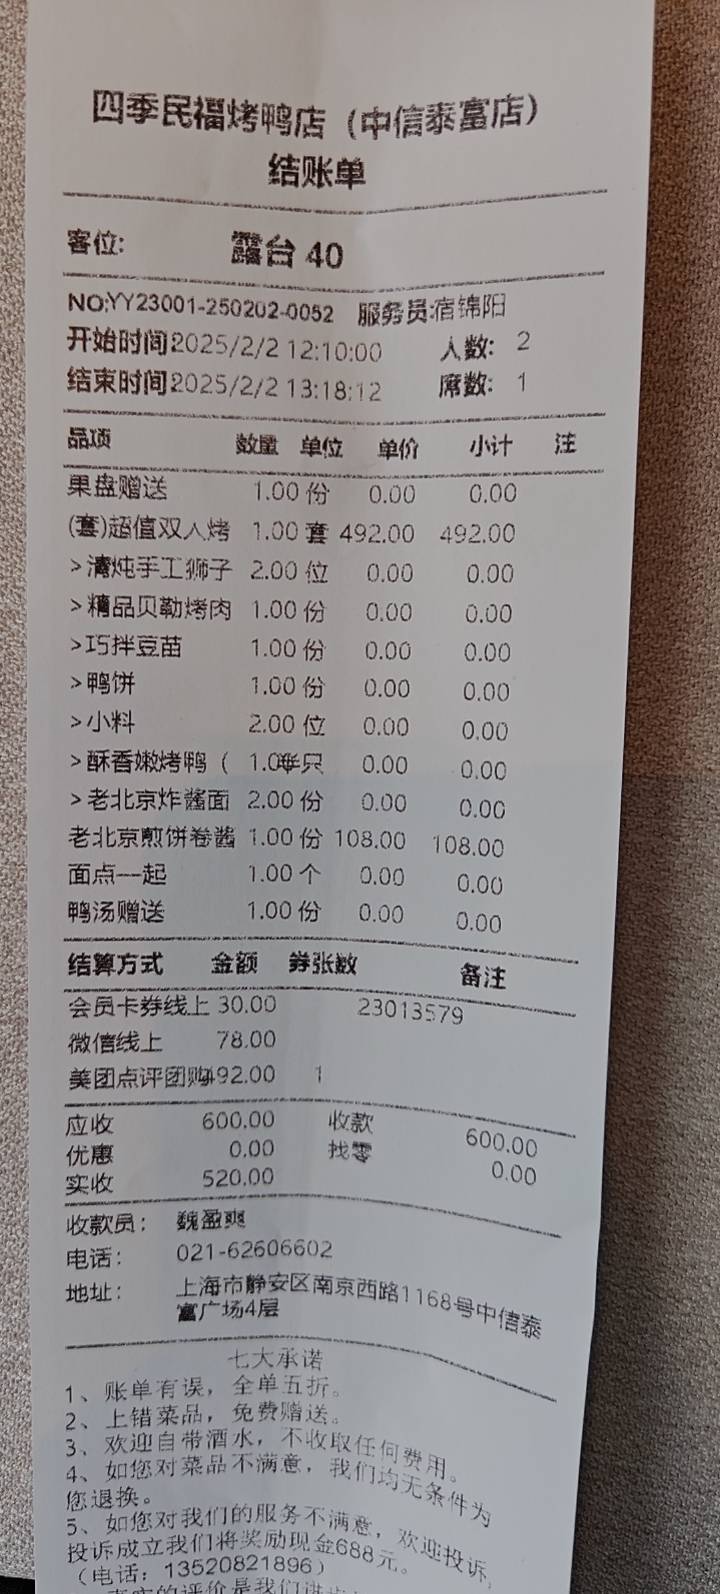 四季民福烤鸭店（中信泰富店）
结账单
客位: 露台 40
NO:YY23001-250202-0052 服务员:宿锦阳
开始时间:2025/2/2 12:10:00 人数: 2
结束时间:2025/2/2 13:18:12 席数: 1
品项 数量 单位 单价 小计 注
果盘赠送 1.00 份 0.00 0.00
(套)超值双人烤 1.00 套 492.00 492.00
>清炖手工狮子 2.00 位 0.00 0.00
>精品贝勒烤肉 1.00 份 0.00 0.00
>巧拌豆苗 1.00 份 0.00 0.00
>鸭饼 1.00 份 0.00 0.00
>小料 2.00 位 0.00 0.00
>酥香嫩烤鸭（ 1.0半只 0.00 0.00
>老北京炸酱面 2.00 份 0.00 0.00
老北京煎饼卷酱 1.00 份 108.00 108.00
面点一起 1.00 个 0.00 0.00
鸭汤赠送 1.00 份 0.00 0.00
结算方式 金额 券张数 备注
会员卡券线上 30.00 23013579
微信线上 78.00
美团点评团购492.00 1
应收 600.00 收款 600.00
优惠 0.00 找零 0.00
实收 520.00
收款员： 魏盈爽
电话： 021-62606602
地址： 上海市静安区南京西路1168号中信泰
富广场4层
七大承诺
1、账单有误，全单五折。
2、上错菜品，免费赠送。
3、欢迎自带酒水，不收取任何费用。
4、如您对菜品不满意，我们均无条件为
您退换。
5、如您对我们的服务不满意，欢迎投诉，
投诉成立我们将奖励现金688元。
（电话：13520821896）